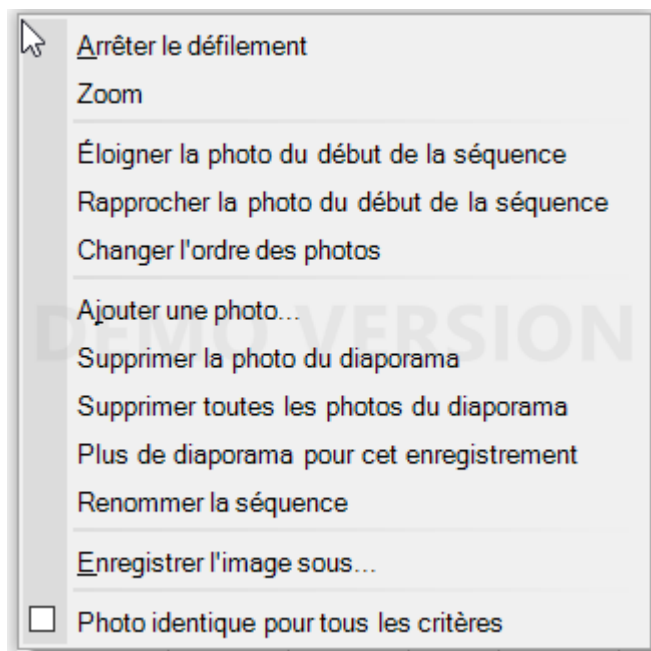 Arrêter le défilement
Zoom
Éloigner la photo du début de la séquence
Rapprocher la photo du début de la séquence
Changer l'ordre des photos
Ajouter une photo...
DEMO VERSION
Supprimer la photo du diaporama
Supprimer toutes les photos du diaporama
Plus de diaporama pour cet enregistrement
Renommer la séquence
Enregistrer l'image sous...
Photo identique pour tous les critères